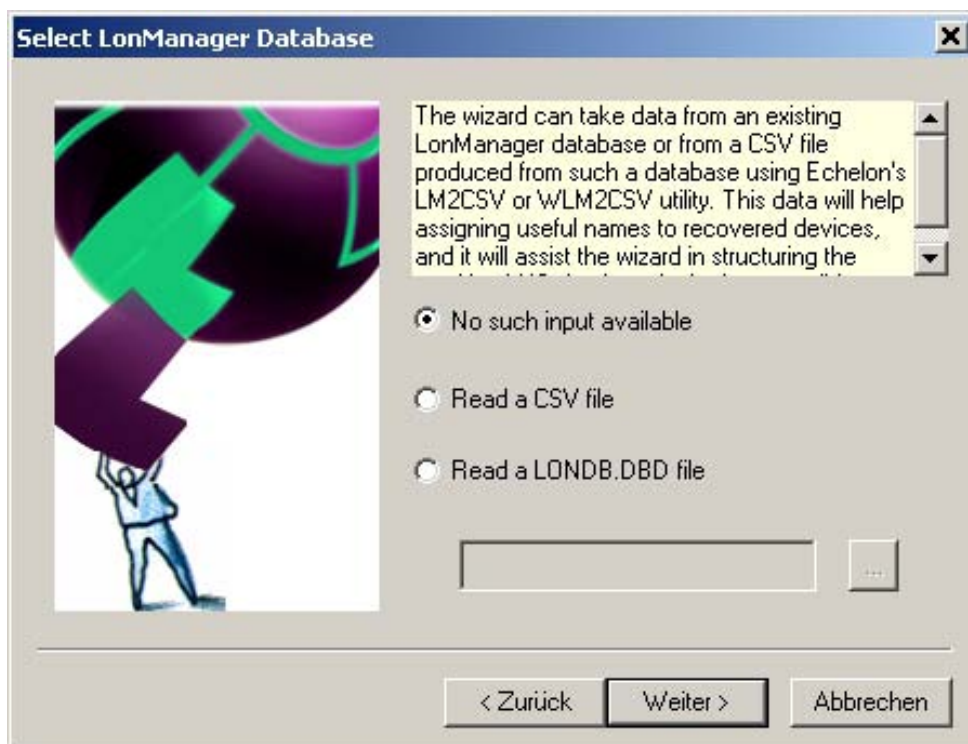 Select LonManager Database
The wizard can take data from an existing
LonManager database or from a CSV file
produced from such a database using Echelon's
LM2CSV or WLM2CSV utility. This data will help
assigning useful names to recovered devices,
and it will assist the wizard in structuring the
No such input available
Read a CSV file
Read a LONDB.DBD file
...
< Zurück
Weiter >
Abbrechen